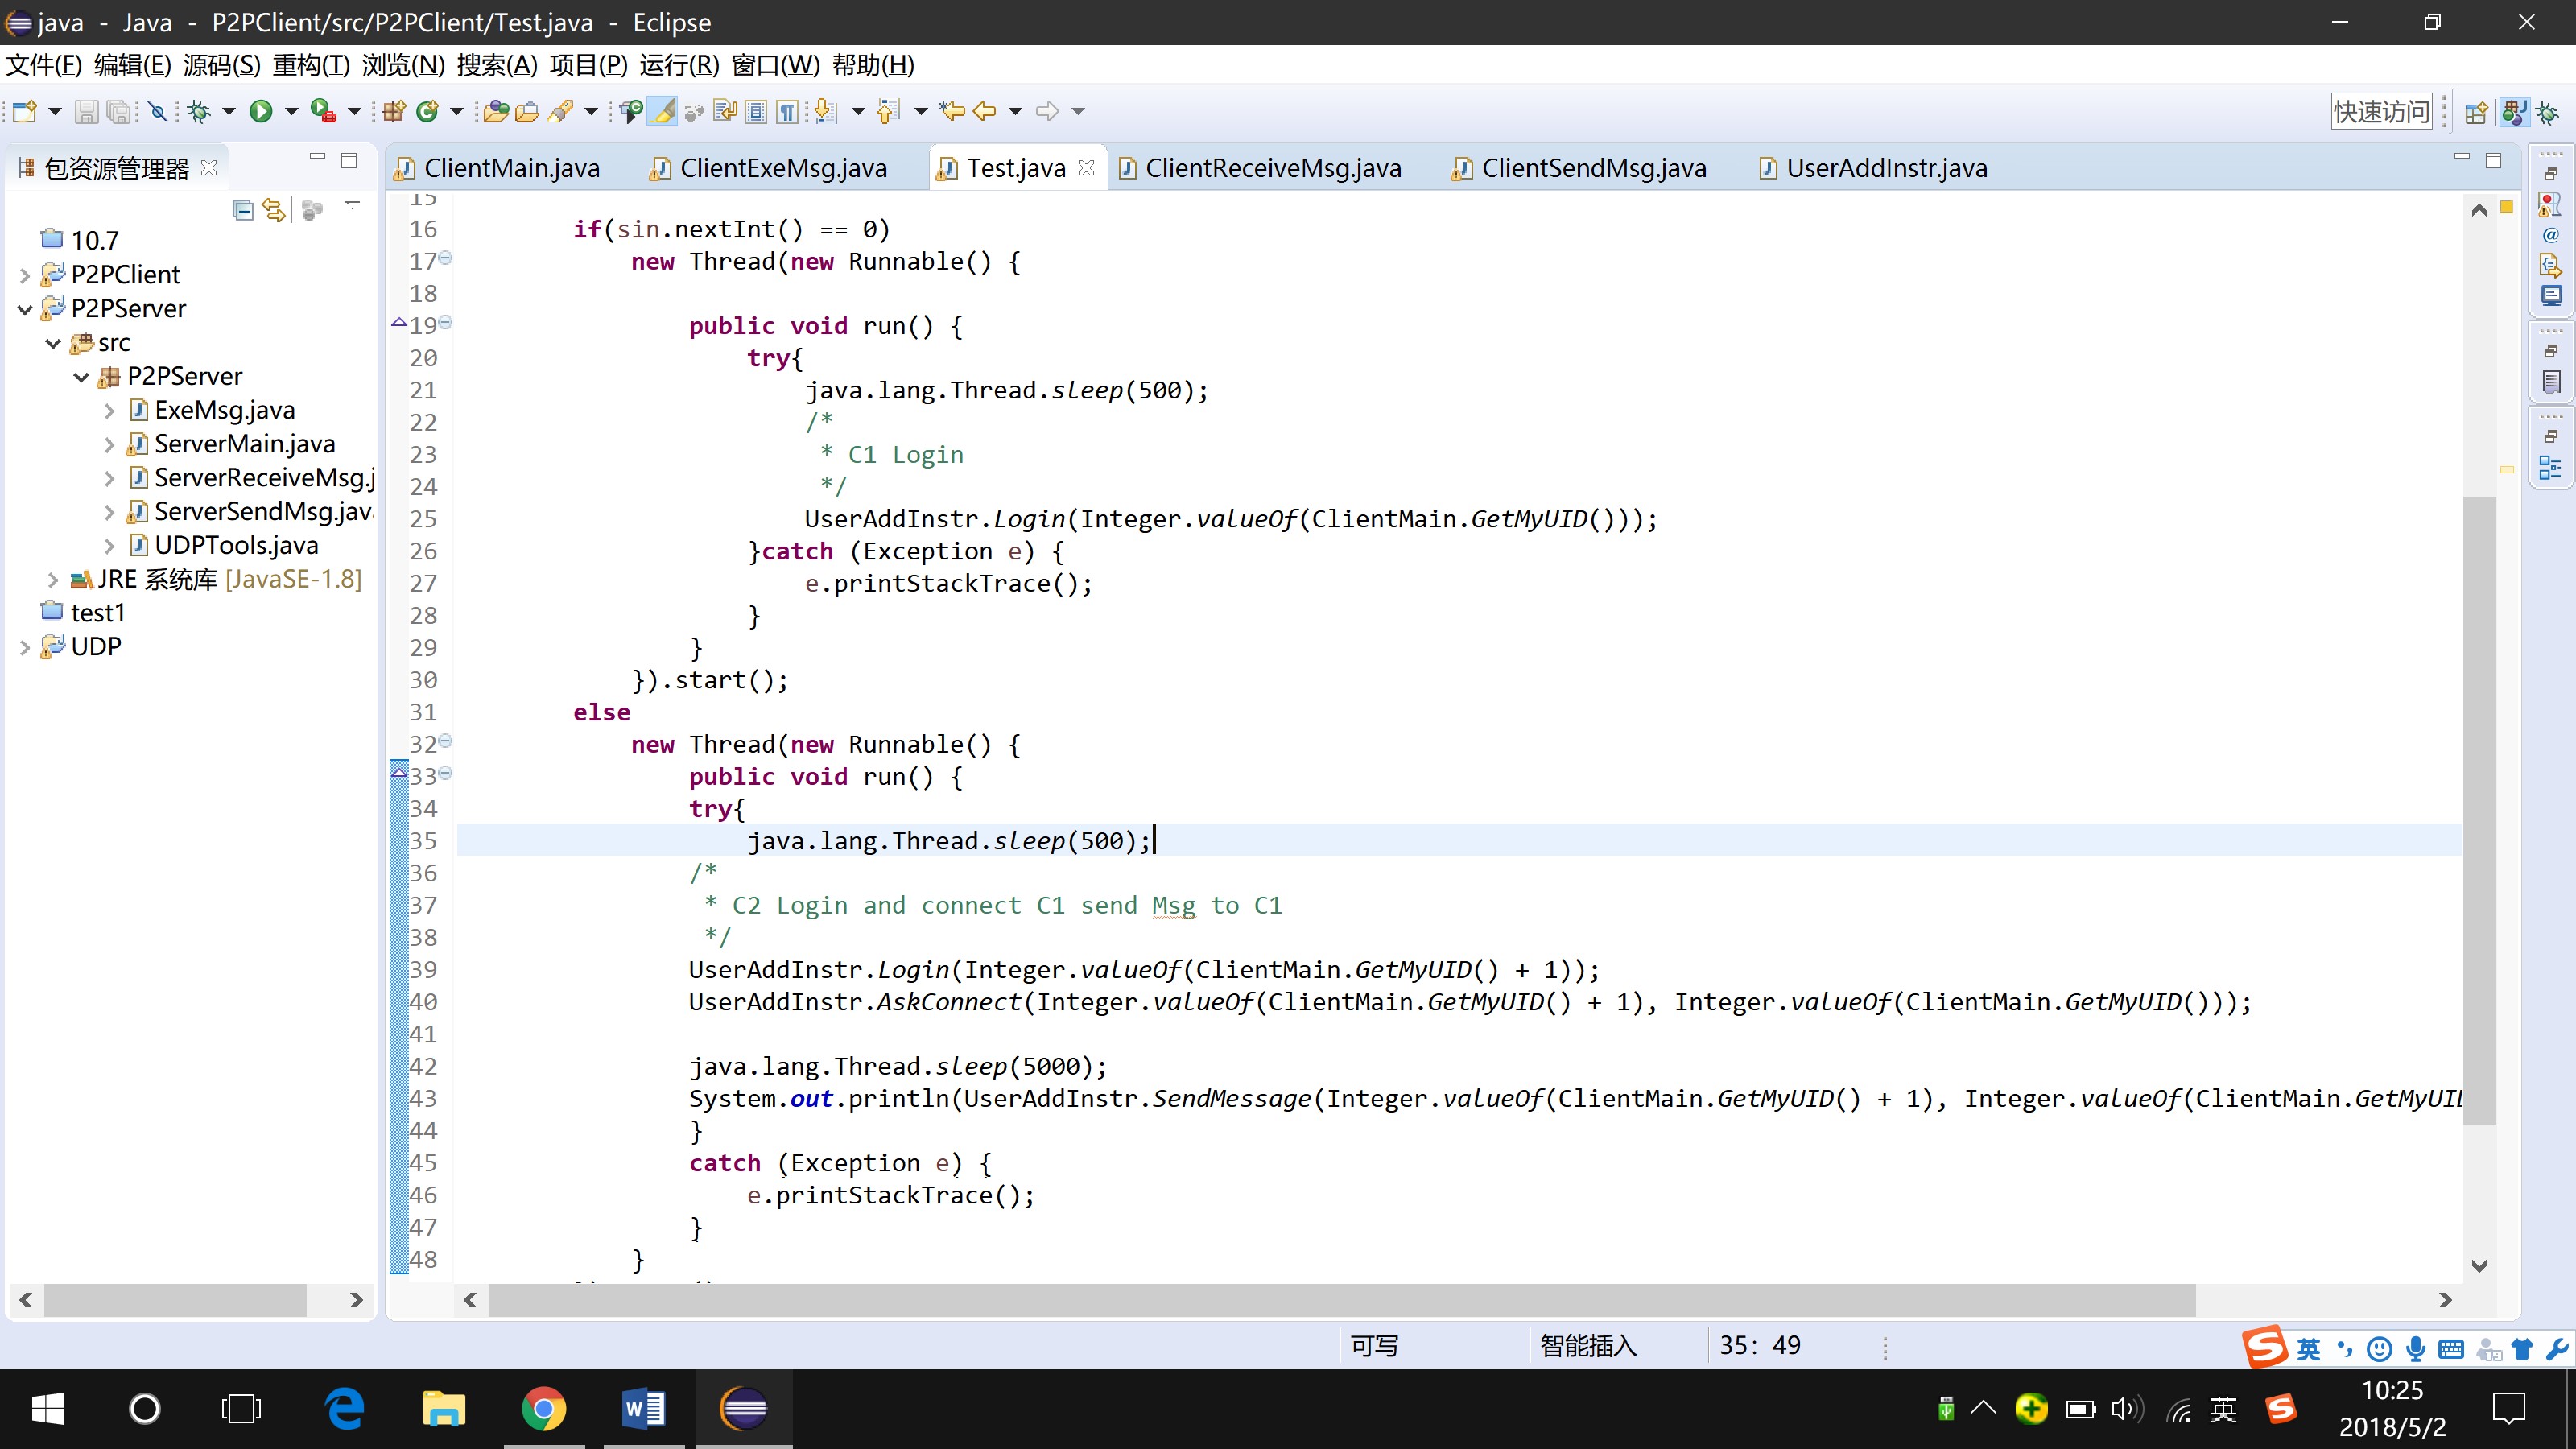 java - Java - P2PClient/src/P2PClient/Test.java - Eclipse
文件(F) 编辑(E) 源码(S) 重构(T) 浏览(N) 搜索(A) 项目(P) 运行(R) 窗口(W) 帮助(H)
快速访问
包资源管理器
10.7
P2PClient
P2PServer
src
P2PServer
ExeMsg.java
ServerMain.java
ServerReceiveMsg.j
ServerSendMsg.jav
UDPTools.java
JRE 系统库 [JavaSE-1.8]
test1
UDP
ClientMain.java ClientExeMsg.java Test.java ClientReceiveMsg.java ClientSendMsg.java UserAddInstr.java
15
16 if(sin.nextInt() == 0)
17 new Thread(new Runnable() {
18
19 public void run() {
20 try{
21 java.lang.Thread.sleep(500);
22 /*
23 * C1 Login
24 */
25 UserAddInstr.Login(Integer.valueOf(ClientMain.GetMyUID()));
26 }catch (Exception e) {
27 e.printStackTrace();
28 }
29 }
30 }).start();
31 else
32 new Thread(new Runnable() {
33 public void run() {
34 try{
35 java.lang.Thread.sleep(500);
36 /*
37 * C2 Login and connect C1 send Msg to C1
38 */
39 UserAddInstr.Login(Integer.valueOf(ClientMain.GetMyUID() + 1));
40 UserAddInstr.AskConnect(Integer.valueOf(ClientMain.GetMyUID() + 1), Integer.valueOf(ClientMain.GetMyUID()));
41
42 java.lang.Thread.sleep(5000);
43 System.out.println(UserAddInstr.SendMessage(Integer.valueOf(ClientMain.GetMyUID() + 1), Integer.valueOf(ClientMain.GetMyUI
44 }
45 catch (Exception e) {
46 e.printStackTrace();
47 }
48 }
可写 智能插入 35: 49
英
英
10:25
2018/5/2